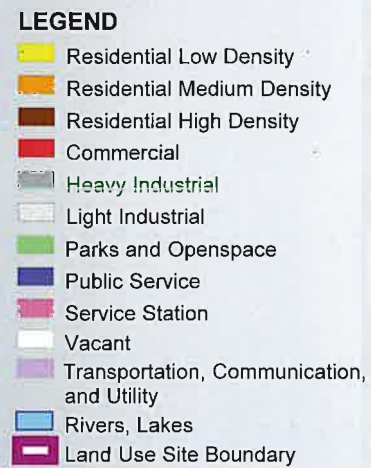 LEGEND
Residential Low Density
Residential Medium Density
Residential High Density
Commercial
Heavy Industrial
Light Industrial
Parks and Openspace
Public Service
Service Station
Vacant
Transportation, Communication,
and Utility
Rivers, Lakes
Land Use Site Boundary